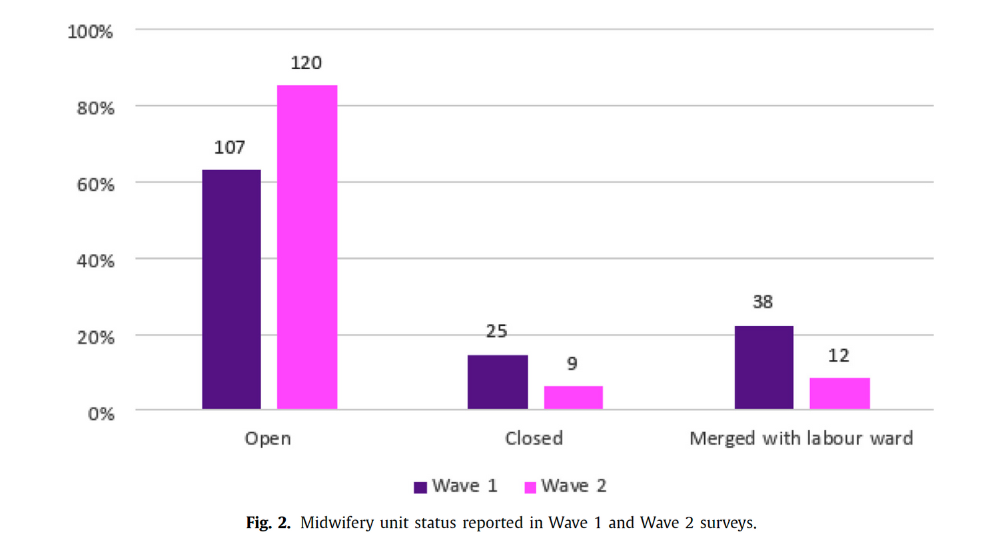 100%
80%
60%
40%
20%
0%
107
120
25
9
38
12
Open
Closed
Merged with labour ward
Wave 1
Wave 2
Fig. 2. Midwifery unit status reported in Wave 1 and Wave 2 surveys.